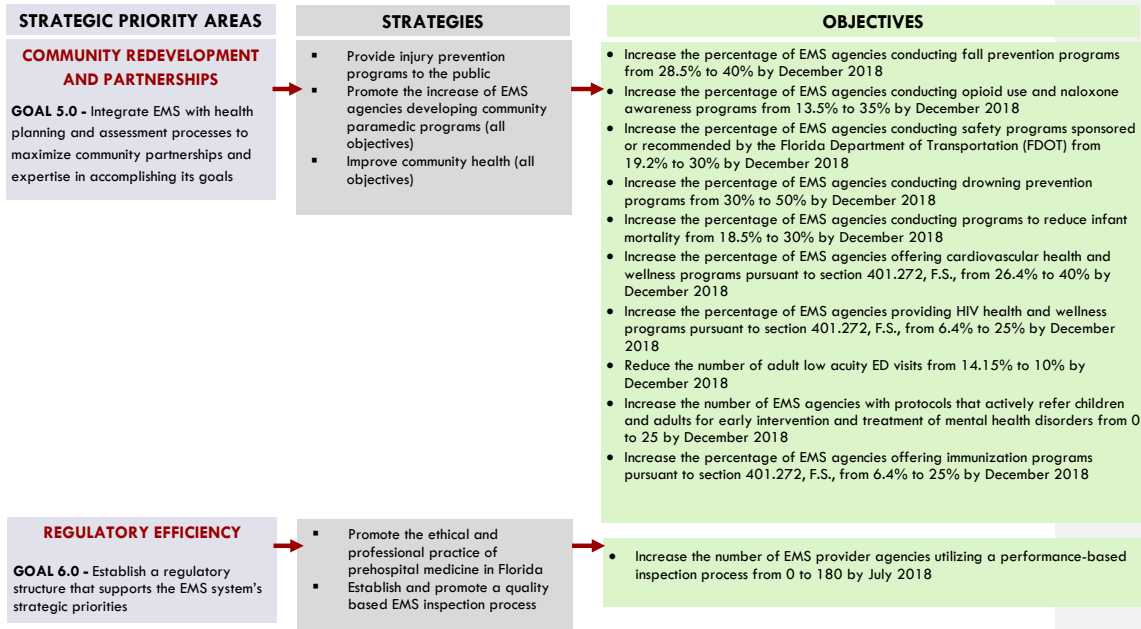 STRATEGIC PRIORITY AREAS
STRATEGIES
OBJECTIVES
COMMUNITY REDEVELOPMENT
AND PARTNERSHIPS
GOAL 5.0 - Integrate EMS with health
planning and assessment processes to
maximize community partnerships and
expertise in accomplishing its goals
▪ Provide injury prevention
programs to the public
▪ Promote the increase of EMS
agencies developing community
paramedic programs (all
objectives)
▪ Improve community health (all
objectives)
• Increase the percentage of EMS agencies conducting fall prevention programs
from 28.5% to 40% by December 2018
• Increase the percentage of EMS agencies conducting opioid use and naloxone
awareness programs from 13.5% to 35% by December 2018
• Increase the percentage of EMS agencies conducting safety programs sponsored
or recommended by the Florida Department of Transportation (FDOT) from
19.2% to 30% by December 2018
• Increase the percentage of EMS agencies conducting drowning prevention
programs from 30% to 50% by December 2018
• Increase the percentage of EMS agencies conducting programs to reduce infant
mortality from 18.5% to 30% by December 2018
• Increase the percentage of EMS agencies offering cardiovascular health and
wellness programs pursuant to section 401.272, F.S., from 26.4% to 40% by
December 2018
• Increase the percentage of EMS agencies providing HIV health and wellness
programs pursuant to section 401.272, F.S., from 6.4% to 25% by December
2018
• Reduce the number of adult low acuity ED visits from 14.15% to 10% by
December 2018
• Increase the number of EMS agencies with protocols that actively refer children
and adults for early intervention and treatment of mental health disorders from 0
to 25 by December 2018
• Increase the percentage of EMS agencies offering immunization programs
pursuant to section 401.272, F.S., from 6.4% to 25% by December 2018
REGULATORY EFFICIENCY
GOAL 6.0 - Establish a regulatory
structure that supports the EMS system's
strategic priorities
▪ Promote the ethical and
professional practice of
prehospital medicine in Florida
▪ Establish and promote a quality
based EMS inspection process
• Increase the number of EMS provider agencies utilizing a performance-based
inspection process from 0 to 180 by July 2018